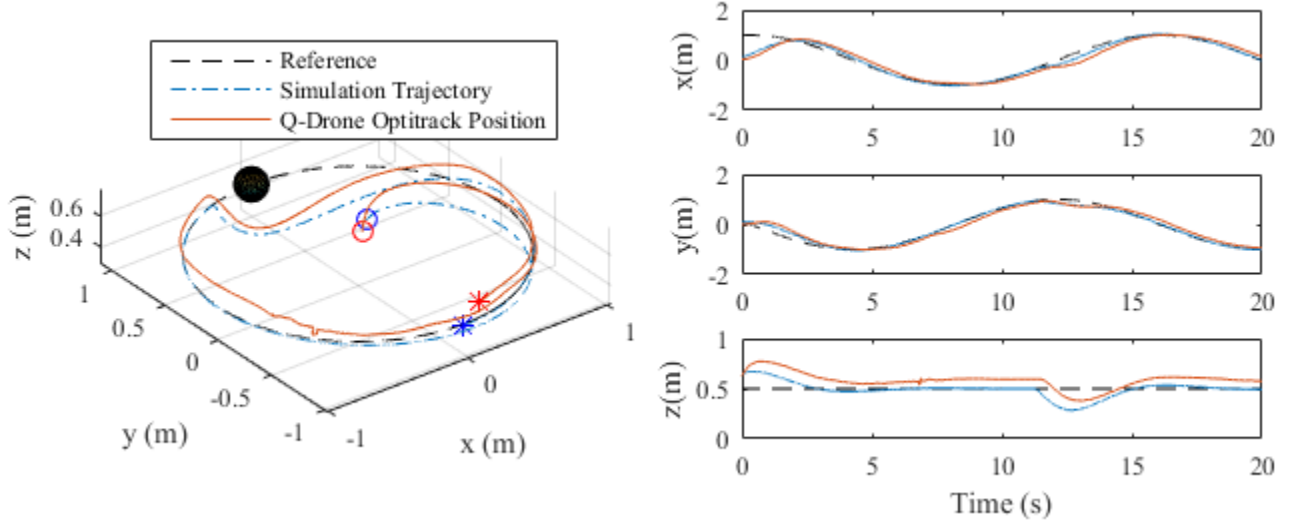 Reference
Simulation Trajectory
Q-Drone Optitrack Position
z (m)
0.6
0.4
1
0.5
0
-0.5
-1
y (m)
-1
0
1
x (m)
x(m)
2
0
-2
0 5 10 15 20
y(m)
2
0
-2
0 5 10 15 20
z(m)
1
0.5
0
0 5 10 15 20
Time (s)